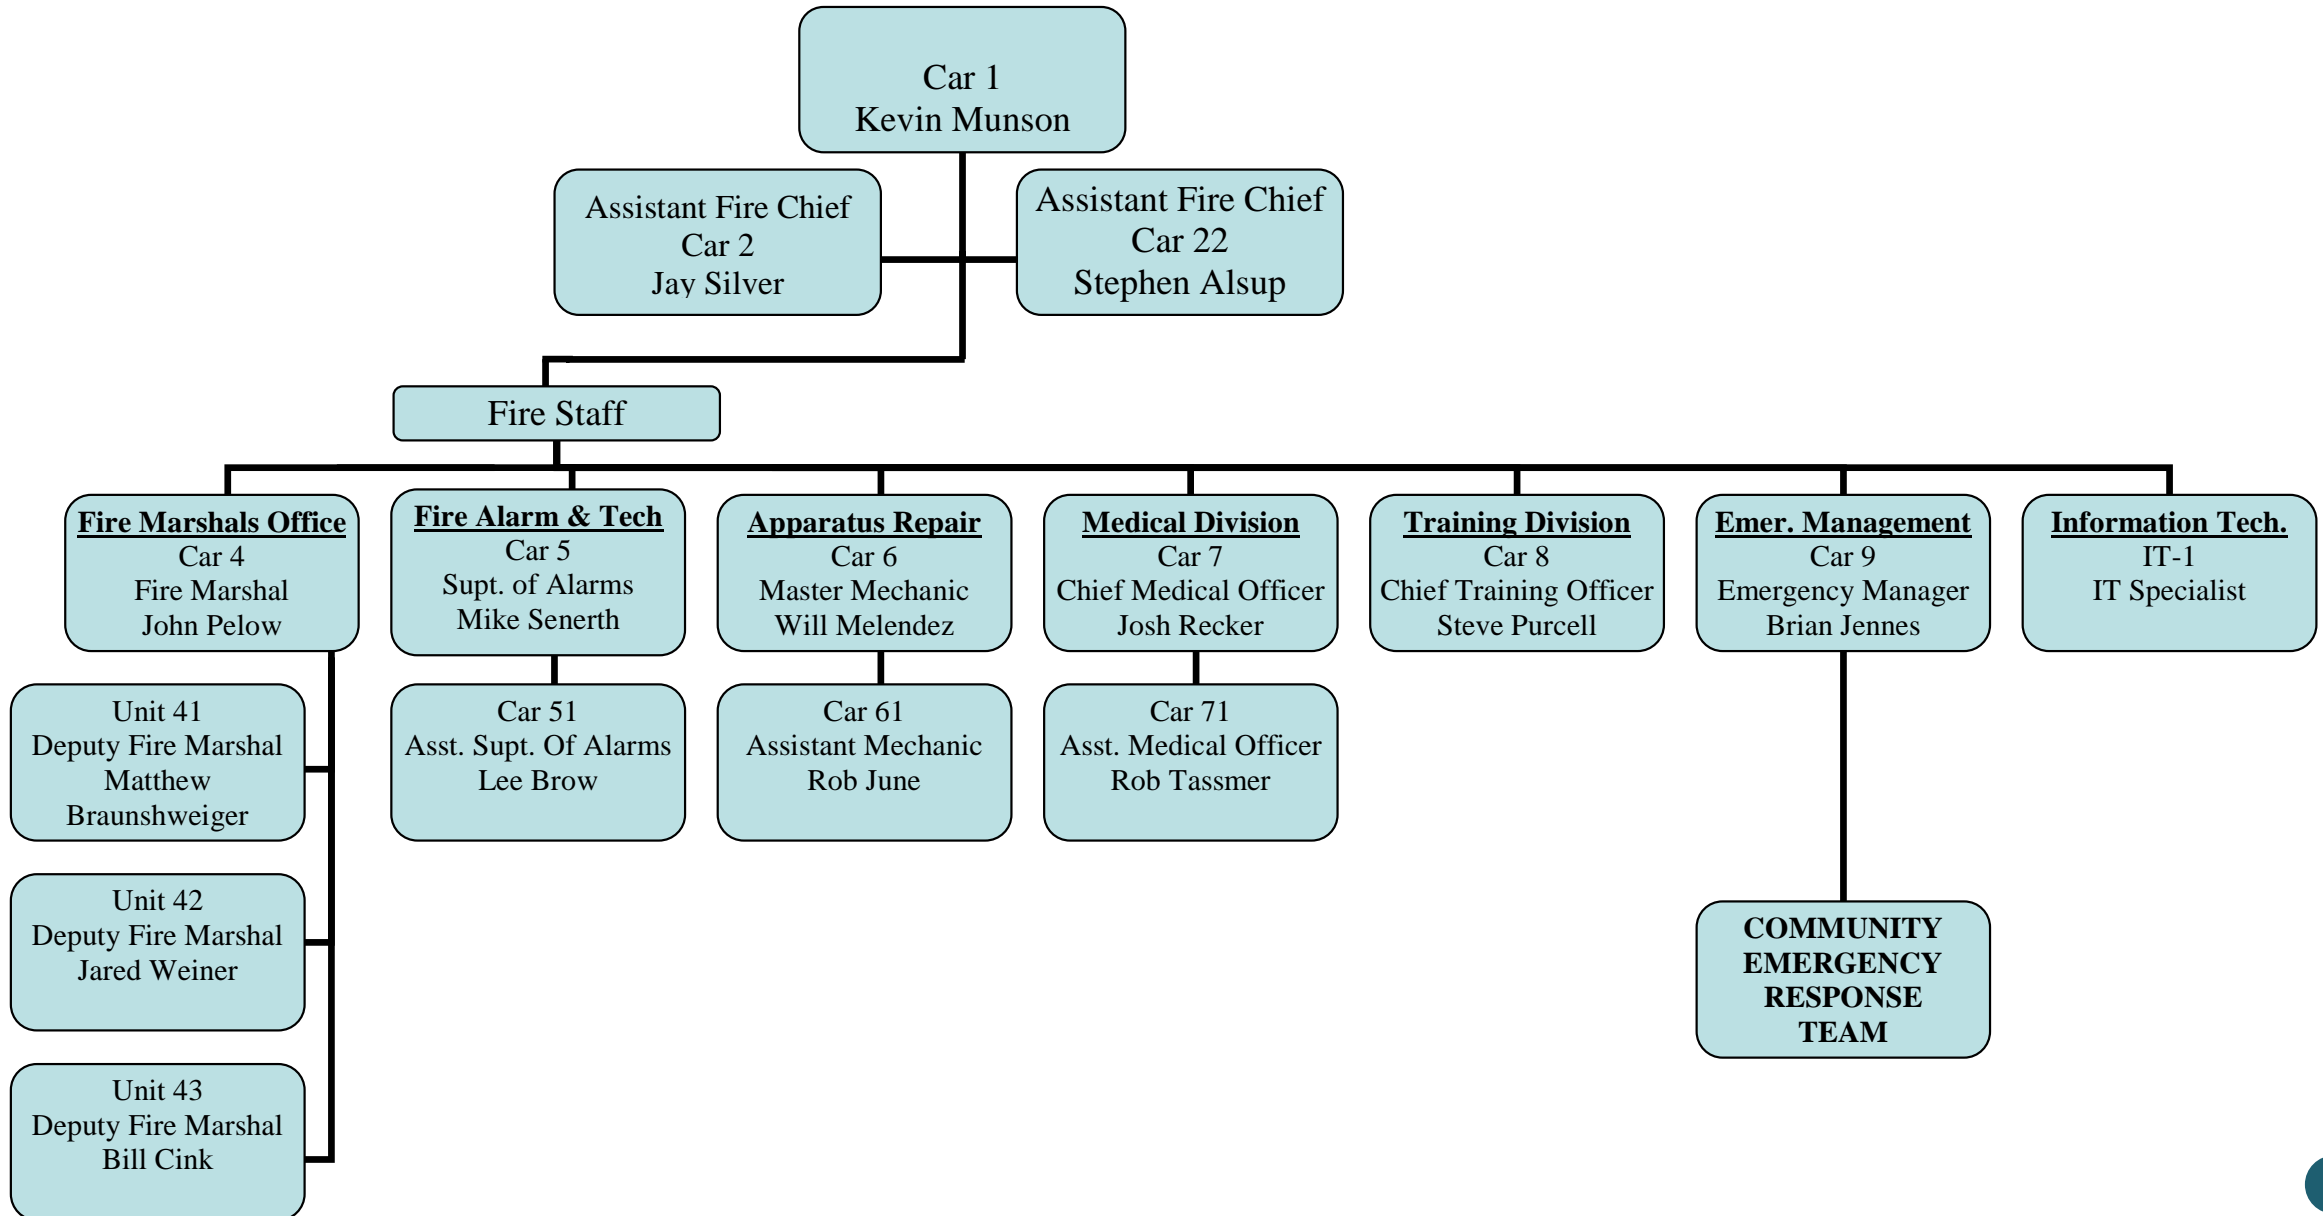 Car 1
Kevin Munson
Assistant Fire Chief
Car 2
Jay Silver
Assistant Fire Chief
Car 22
Stephen Alsup
Fire Staff
Fire Marshals Office
Car 4
Fire Marshal
John Pelow
Fire Alarm & Tech
Car 5
Supt. of Alarms
Mike Senerth
Apparatus Repair
Car 6
Master Mechanic
Will Melendez
Medical Division
Car 7
Chief Medical Officer
Josh Recker
Training Division
Car 8
Chief Training Officer
Steve Purcell
Emer. Management
Car 9
Emergency Manager
Brian Jennes
Information Tech.
IT-1
IT Specialist
Unit 41
Deputy Fire Marshal
Matthew
Braunshweiger
Car 51
Asst. Supt. Of Alarms
Lee Brow
Car 61
Assistant Mechanic
Rob June
Car 71
Asst. Medical Officer
Rob Tassmer
Unit 42
Deputy Fire Marshal
Jared Weiner
COMMUNITY
EMERGENCY
RESPONSE
TEAM
Unit 43
Deputy Fire Marshal
Bill Cink